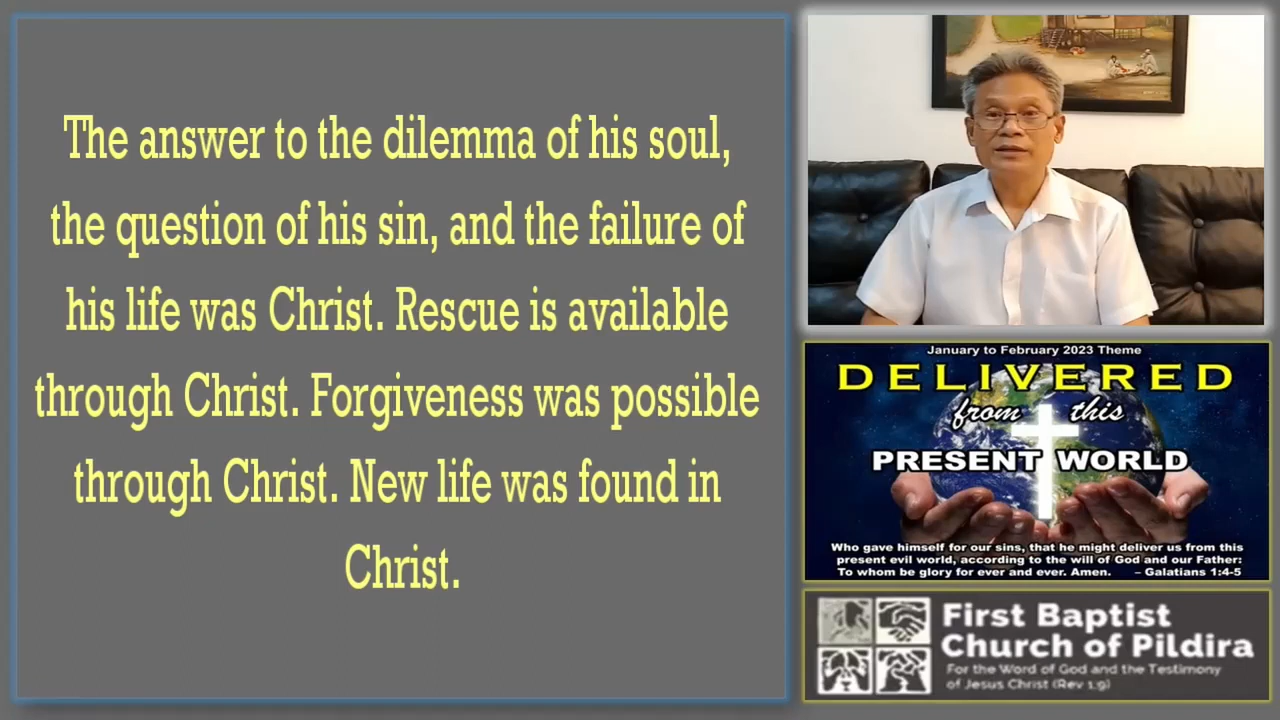 The answer to the dilemma of his soul,
the question of his sin, and the failure of
his life was Christ. Rescue is available
through Christ. Forgiveness was possible
through Christ. New life was found in
Christ.
January to February 2023 Theme
DELIVERED
from this
PRESENT WORLD
Who gave himself for our sins, that he might deliver us from this
present evil world, according to the will of God and our Father:
To whom be glory for ever and ever. Amen. – Galatians 1:4-5
First Baptist
Church of Pildira
For the Word of God and the Testimony
of Jesus Christ (Rev 1:9)